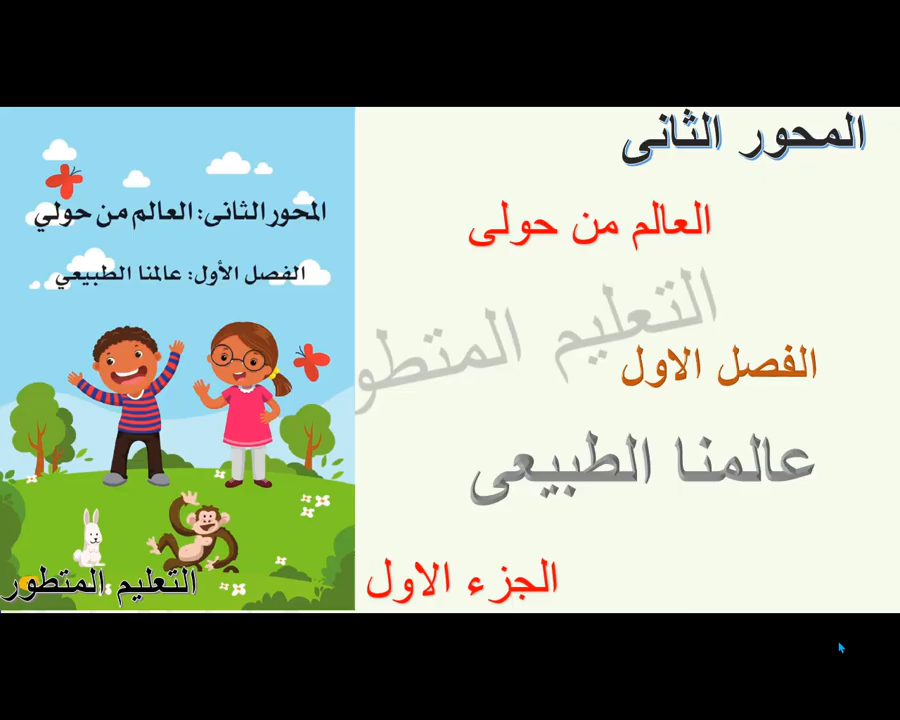 المحور الثانى
العالم من حولى
التعليم المتطور
الفصل الاول
عالمنا الطبيعى
الجزء الاول
المحور الثانى: العالم من حولي
الفصل الأول: عالمنا الطبيعي
التعليم المتطور